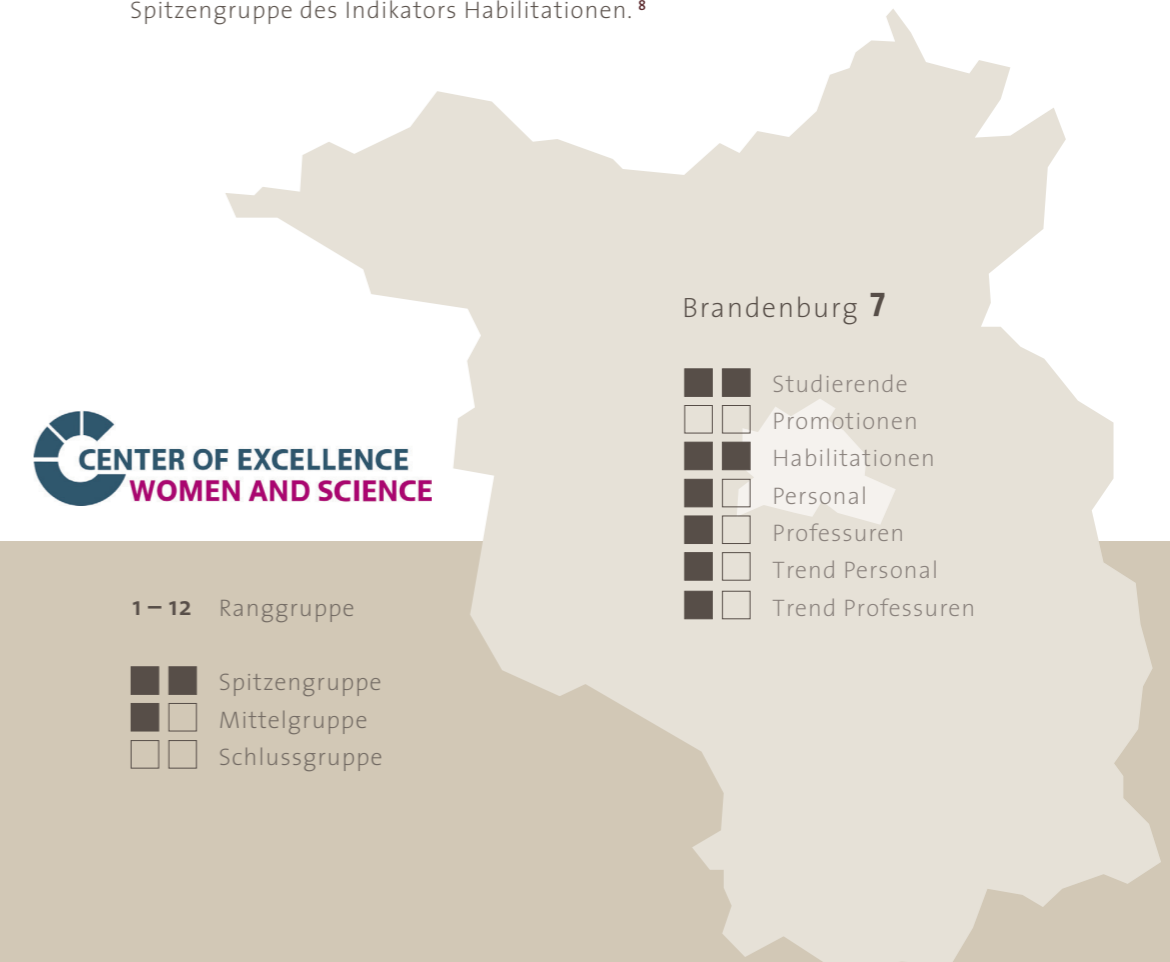 Spitzengruppe des Indikators Habilitationen. 8
Brandenburg 7
Studierende
Promotionen
Habilitationen
Personal
Professuren
Trend Personal
Trend Professuren
CENTER OF EXCELLENCE
WOMEN AND SCIENCE
1 – 12 Ranggruppe
Spitzengruppe
Mittelgruppe
Schlussgruppe